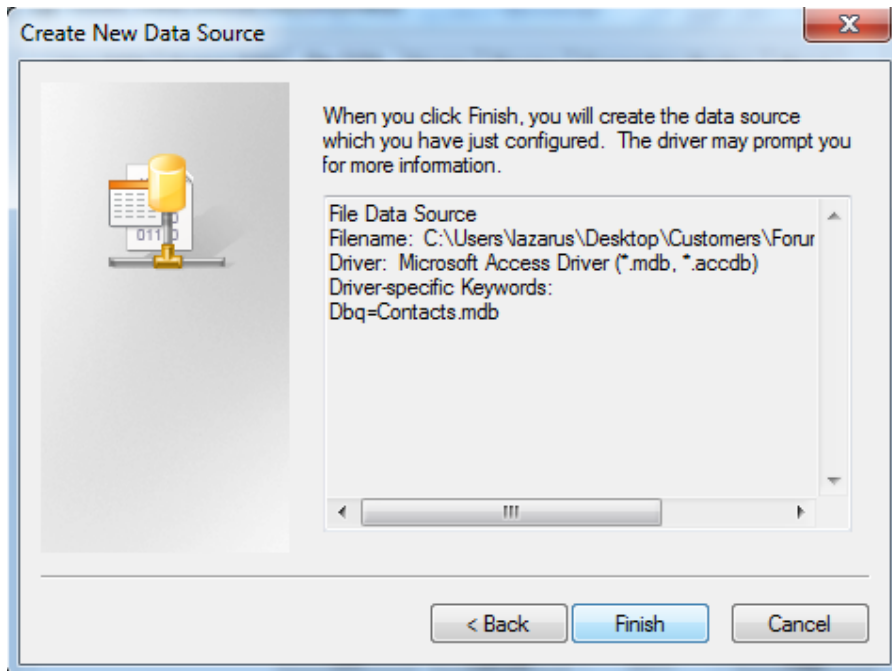 Create New Data Source
When you click Finish, you will create the data source
which you have just configured. The driver may prompt you
for more information.
File Data Source
Filename: C:\Users\lazarus\Desktop\Customers\Forur
Driver: Microsoft Access Driver (*.mdb, *.accdb)
Driver-specific Keywords:
Dbq=Contacts.mdb
< Back
Finish
Cancel